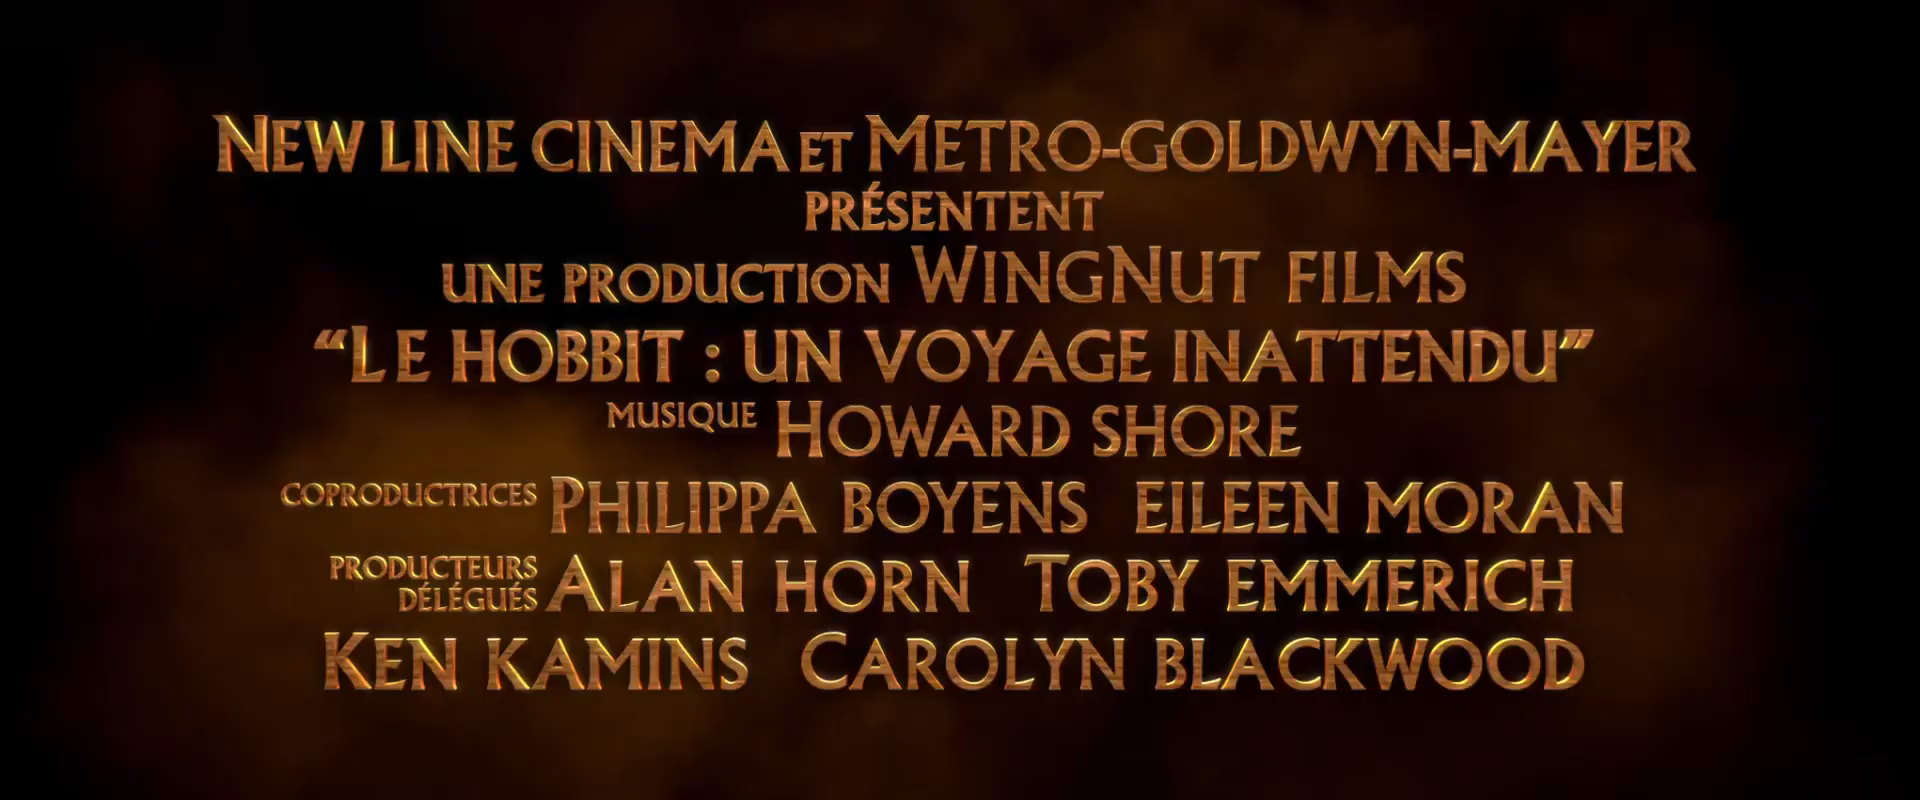 NEW LINE CINEMA ET METRO-GOLDWYN-MAYER
PRÉSENTENT
UNE PRODUCTION WINGNUT FILMS
“LE HOBBIT : UN VOYAGE INATTENDU”
MUSIQUE HOWARD SHORE
COPRODUCTRICES PHILIPPA BOYENS EILEEN MORAN
PRODUCTEURS DÉLÉGUÉS ALAN HORN TOBY EMMERICH
KEN KAMINS CAROLYN BLACKWOOD